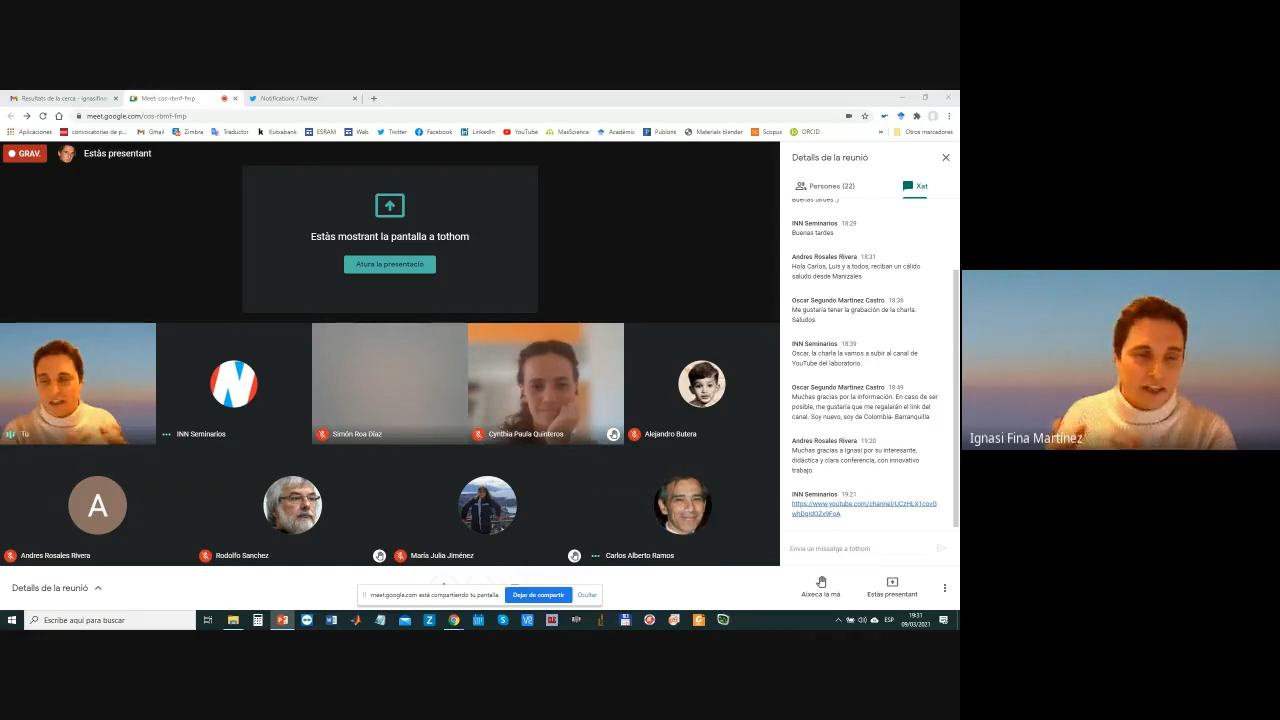 Resultats de la cerca - ignasifina
Meet: cos-rbmf-fmp
Notifications / Twitter
meet.google.com/cos-rbmf-fmp
Aplicaciones
convocatorias de p...
Gmail
Zimbra
Traductor
Kutxabank
ESRAM
Web
Twitter
Facebook
LinkedIn
YouTube
MasScience
Acadèmic
Publons
Materials blender
Scopus
ORCID
Otros marcadores
GRAV.
Estàs presentant
Estàs mostrant la pantalla a tothom
Atura la presentació
Tu
INN Seminarios
Simón Roa Díaz
Cynthia Paula Quinteros
Alejandro Butera
A
Andres Rosales Rivera
Rodolfo Sanchez
María Julia Jiménez
Carlos Alberto Ramos
Detalls de la reunió
Persones (22)
Xat
Buenas tardes :)
INN Seminarios 18:29
Buenas tardes
Andres Rosales Rivera 18:31
Hola Carlos, Luis y a todos, reciban un cálido
saludo desde Manizales
Oscar Segundo Martinez Castro 18:36
Me gustaría tener la grabación de la charla.
Saludos
INN Seminarios 18:39
Oscar, la charla la vamos a subir al canal de
YouTube del laboratorio.
Oscar Segundo Martinez Castro 18:49
Muchas gracias por la información. En caso de ser
posible, me gustaría que me regalarán el link del
canal. Soy nuevo, soy de Colombia- Barranquilla
Andres Rosales Rivera 19:20
Muchas gracias a Ignasi por su interesante,
didáctica y clara conferencia, con innovativo
trabajo
INN Seminarios 19:21
Envia un missatge a tothom
Detalls de la reunió
meet.google.com está compartiendo tu pantalla.
Dejar de compartir
Ocultar
Aixeca la mà
Estàs presentant
Escribe aquí para buscar
ESP
19:31
09/03/2021
Ignasi Fina Martínez